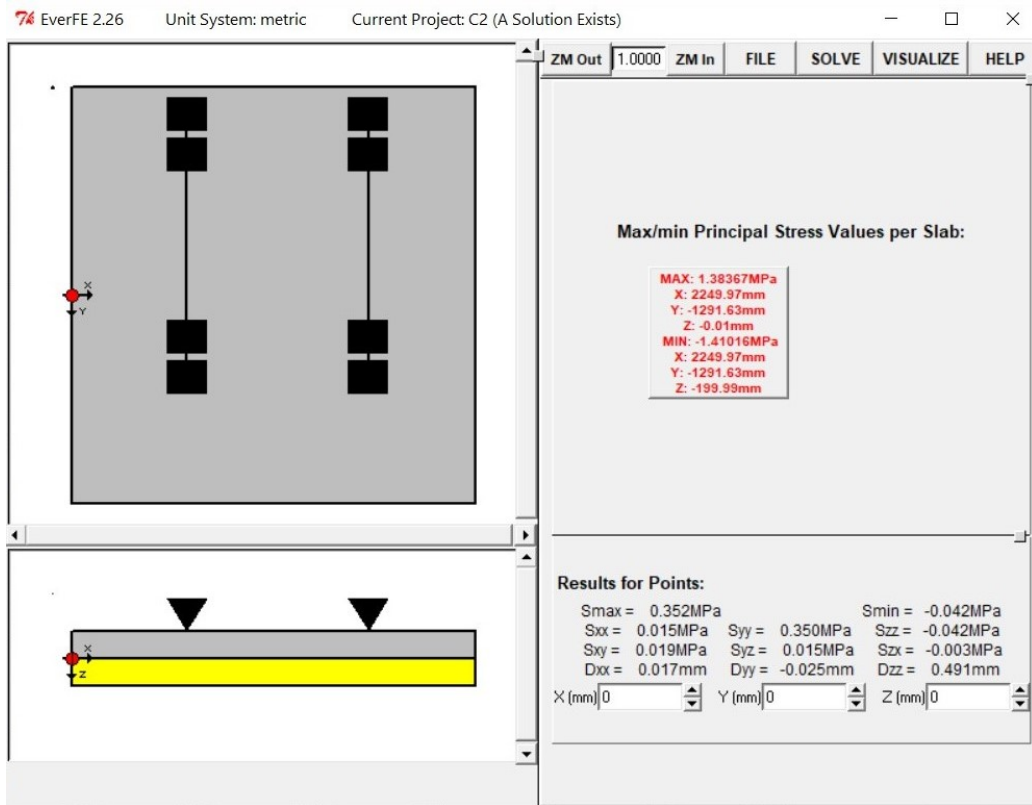 EverFE 2.26 Unit System: metric Current Project: C2 (A Solution Exists)
ZM Out 1.0000 ZM In FILE SOLVE VISUALIZE HELP
X
Y
Max/min Principal Stress Values per Slab:
MAX: 1.38367MPa
X: 2249.97mm
Y: -1291.63mm
Z: -0.01mm
MIN: -1.41016MPa
X: 2249.97mm
Y: -1291.63mm
Z: -199.99mm
X
Z
Results for Points:
Smax = 0.352MPa Smin = -0.042MPa
Sxx = 0.015MPa Syy = 0.350MPa Szz = -0.042MPa
Sxy = 0.019MPa Syz = 0.015MPa Szx = -0.003MPa
Dxx = 0.017mm Dyy = -0.025mm Dzz = 0.491mm
X (mm) 0 Y (mm) 0 Z (mm) 0